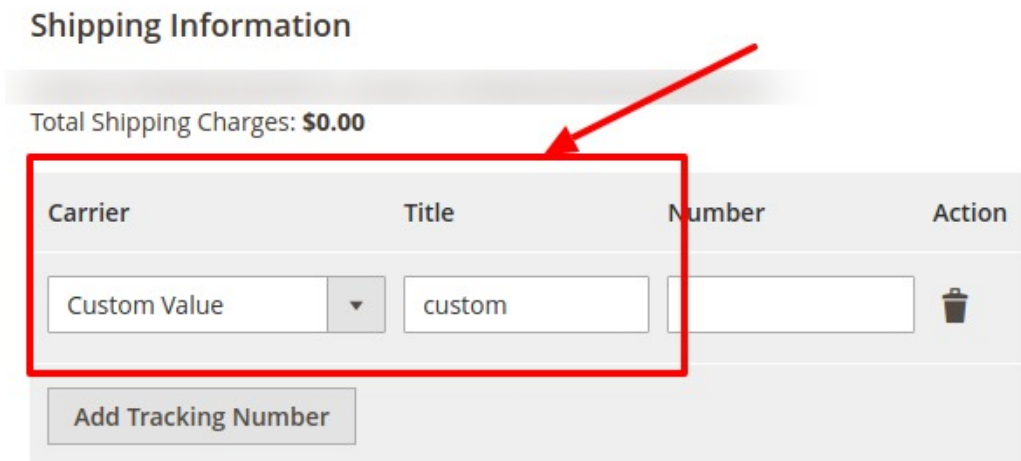 Shipping Information
Total Shipping Charges: $0.00
Carrier Title Number Action
Custom Value custom
Add Tracking Number